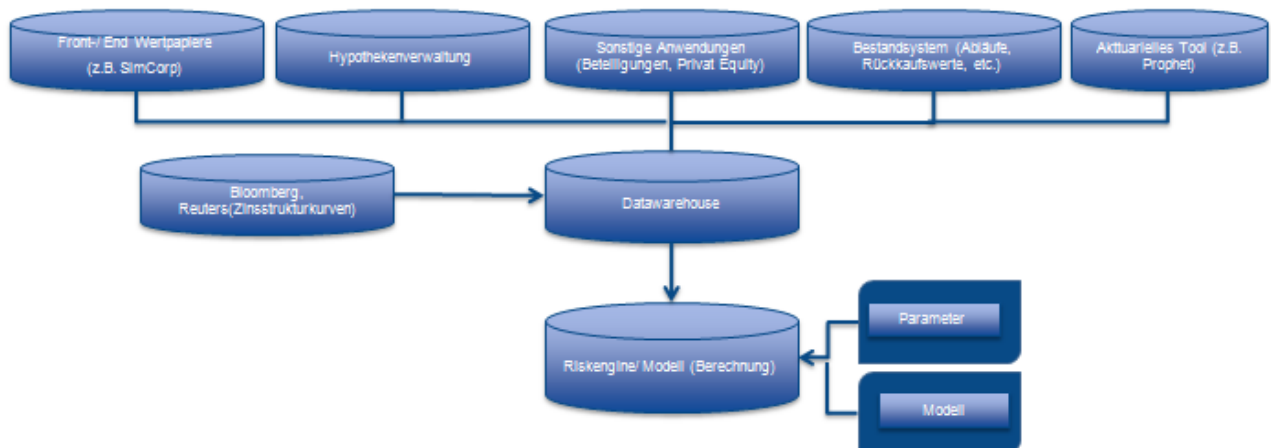 Front-/ End Wertpapiere
(z.B. SimCorp)
Hypothekenverwaltung
Sonstige Anwendungen
(Beteiligungen, Privat Equity)
Bestandsystem (Abläufe,
Rückkaufswerte, etc.)
Akttuarielles Tool (z.B.
Prophet)
Bloomberg,
Reuters(Zinsstrukturkurven)
Datawarehouse
Riskengine/ Modell (Berechnung)
Parameter
Modell